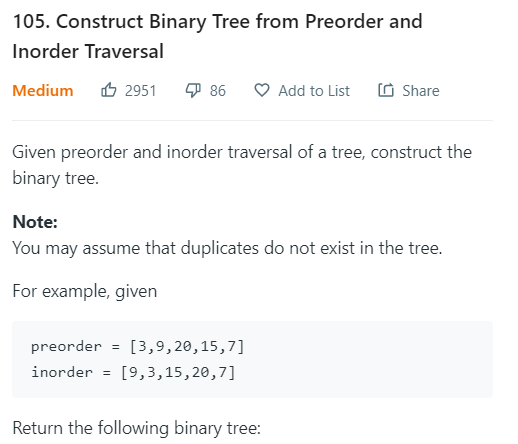 105. Construct Binary Tree from Preorder and
Inorder Traversal
Medium 2951 86 Add to List Share
Given preorder and inorder traversal of a tree, construct the
binary tree.
Note:
You may assume that duplicates do not exist in the tree.
For example, given
preorder = [3,9,20,15,7]
inorder = [9,3,15,20,7]
Return the following binary tree: